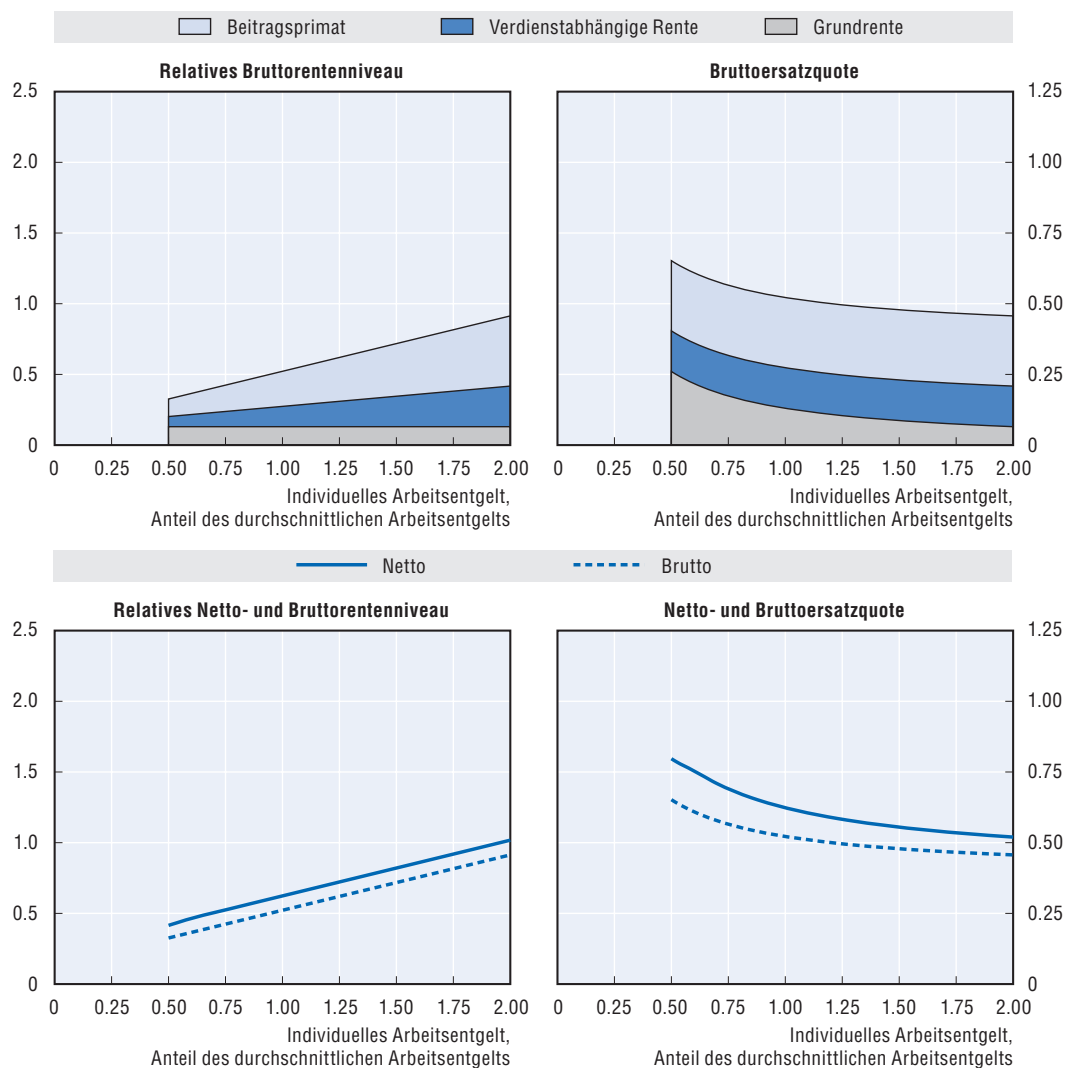 Beitragsprimat Verdienstabhängige Rente Grundrente
Relatives Bruttorentenniveau
2.5
2.0
1.5
1.0
0.5
0
0 0.25 0.50 0.75 1.00 1.25 1.50 1.75 2.00
Individuelles Arbeitsentgelt,
Anteil des durchschnittlichen Arbeitsentgelts
Bruttoersatzquote
1.25
1.00
0.75
0.50
0.25
0
0 0.25 0.50 0.75 1.00 1.25 1.50 1.75 2.00
Individuelles Arbeitsentgelt,
Anteil des durchschnittlichen Arbeitsentgelts
Netto Brutto
Relatives Netto- und Bruttorentenniveau
2.5
2.0
1.5
1.0
0.5
0
0 0.25 0.50 0.75 1.00 1.25 1.50 1.75 2.00
Individuelles Arbeitsentgelt,
Anteil des durchschnittlichen Arbeitsentgelts
Netto- und Bruttoersatzquote
1.25
1.00
0.75
0.50
0.25
0
0 0.25 0.50 0.75 1.00 1.25 1.50 1.75 2.00
Individuelles Arbeitsentgelt,
Anteil des durchschnittlichen Arbeitsentgelts